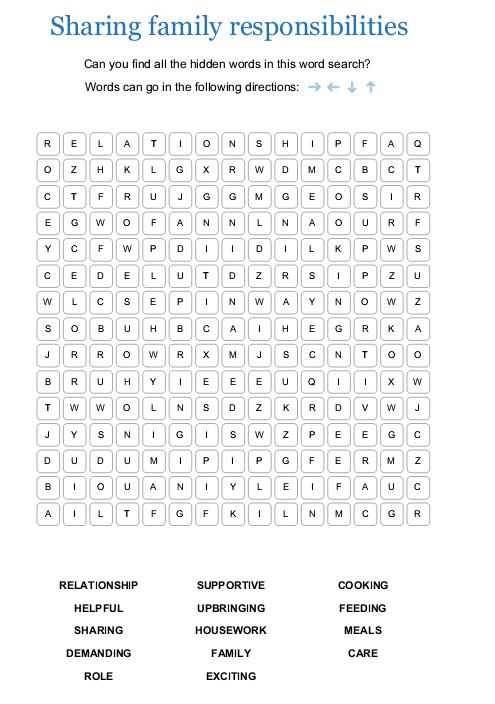 Sharing family responsibilities
Can you find all the hidden words in this word search?
Words can go in the following directions: → ← ↓ ↑
R E L A T I O N S H I P F A Q
O Z H K L G X R W D M C B C T
C T F R U J G G M G E O S I R
E G W O F A N N L N A O U R F
Y C F W P D I I D I L K P W S
C E D E L U T D Z R S I P Z U
W L C S E P I N W A Y N O W Z
S O B U H B C A I H E G R K A
J R R O W R X M J S C N T O O
B R U H Y I E E E U Q I I X W
T W W O L N S D Z K R D V W J
J Y S N I G I S W Z P E E G C
D U D U M I P I P G F E R M Z
B I O U A N I Y L E I F A U C
A I L T F G F K I L N M C G R
RELATIONSHIP SUPPORTIVE COOKING
HELPFUL UPBRINGING FEEDING
SHARING HOUSEWORK MEALS
DEMANDING FAMILY CARE
ROLE EXCITING